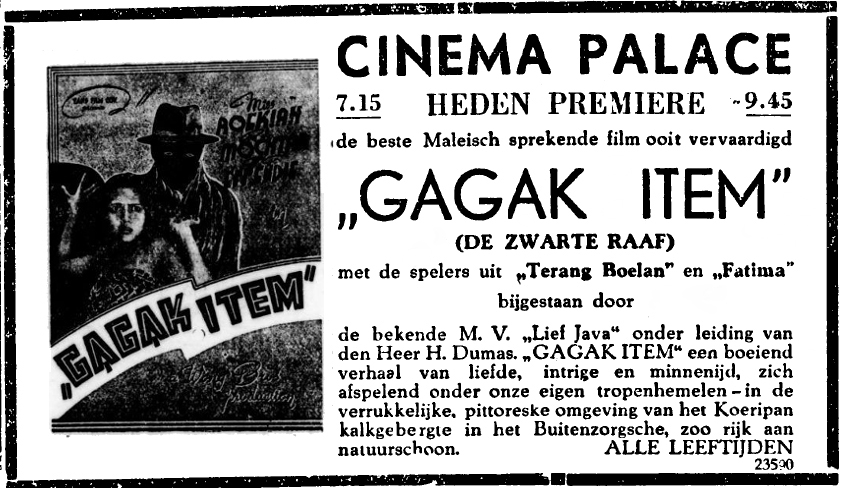 TAN'S FILM COY.
Miss
ROEKIAH
MOCHTAR
"GAGAK ITEM"
production
CINEMA PALACE
7.15 HEDEN PREMIERE -9.45
de beste Maleisch sprekende film ooit vervaardigd
„GAGAK ITEM”
(DE ZWARTE RAAF)
met de spelers uit „Terang Boelan” en „Fatima”
bijgestaan door
de bekende M. V. „Lief Java“ onder leiding van
den Heer H. Dumas. „GAGAK ITEM“ een boeiend
verhaal van liefde, intrige en minnenijd, zich
afspelend onder onze eigen tropenhemelen-in de
verrukkelijke, pittoreske omgeving van het Koeripan
kalkgebergte in het Buitenzorgsche, zoo rijk aan
natuurschoon. ALLE LEEFTIJDEN
23590